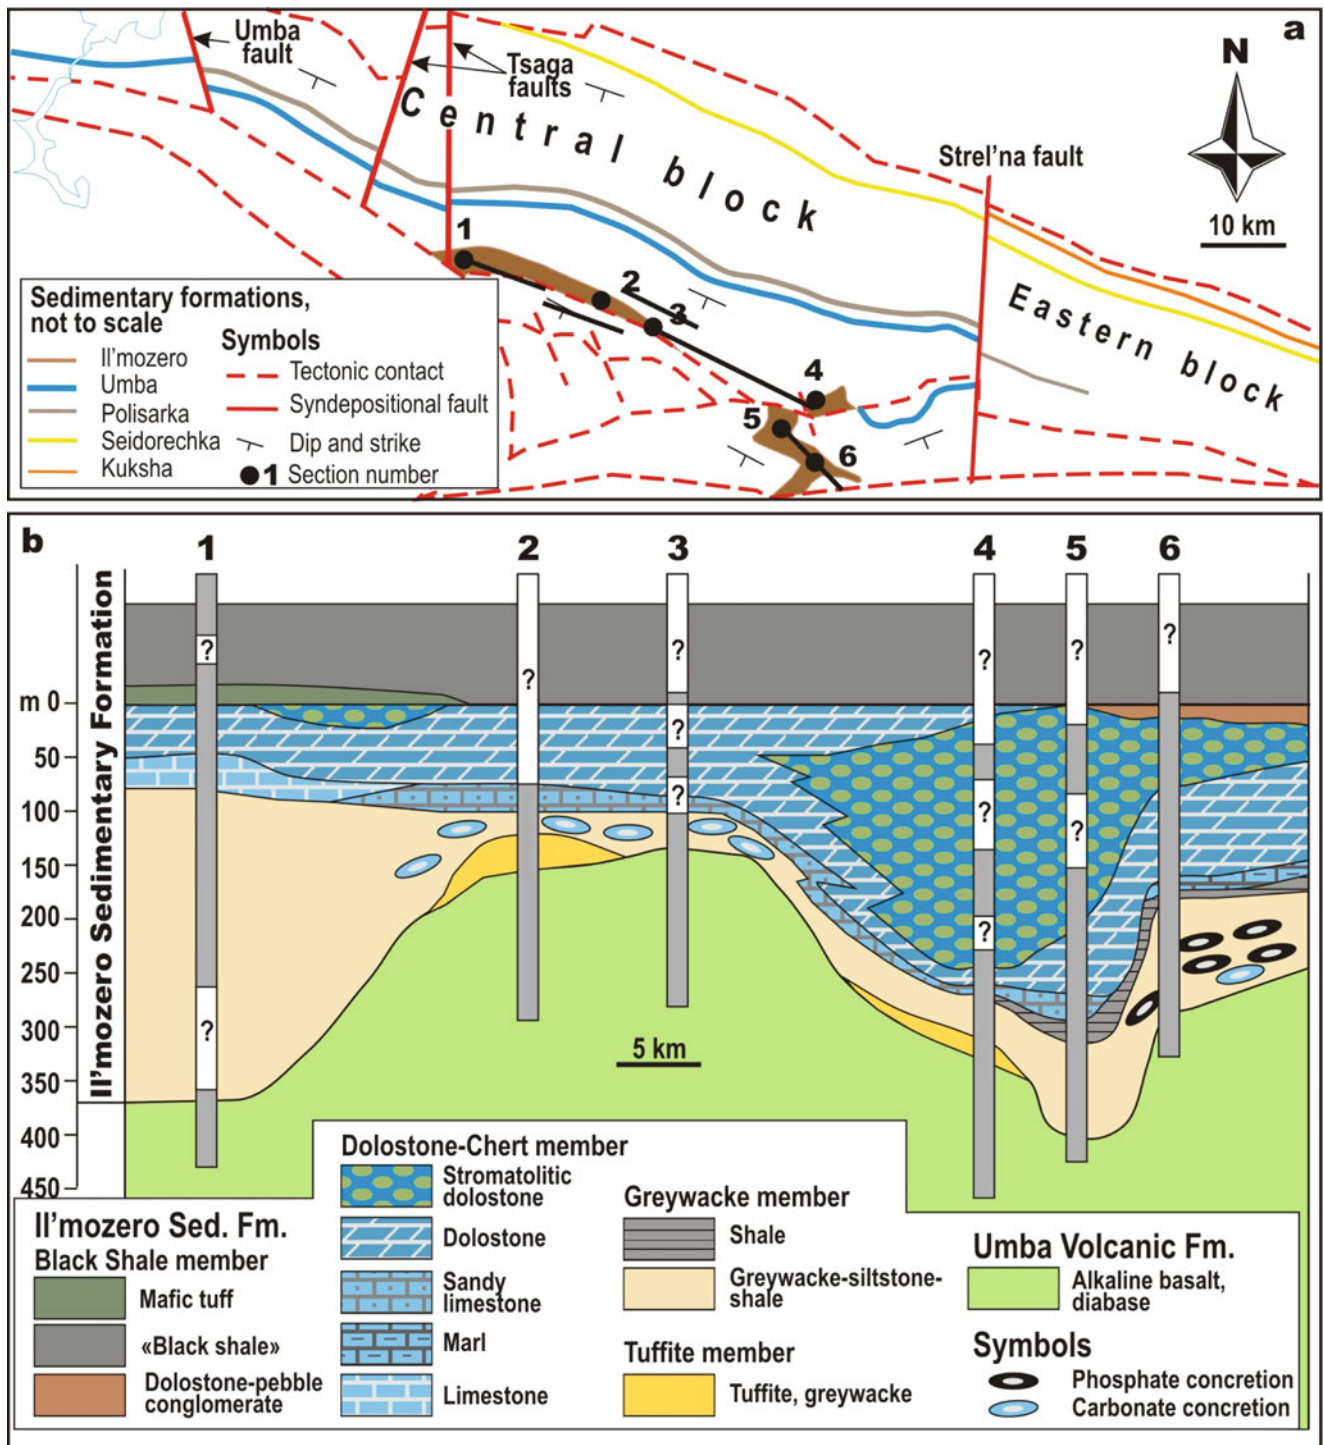 a
Umba
fault
Tsaga
faults
N
Central block
Strel'na fault
10 km
Eastern block
1
2
3
4
5
6
Sedimentary formations,
not to scale
Il'mozero
Umba
Polisarka
Seidorechka
Kuksha
Symbols
Tectonic contact
Syndepositional fault
Dip and strike
1 Section number
b
1 2 3 4 5 6
Il'mozero Sedimentary Formation
m 0
50
100
150
200
250
300
350
400
450
?
?
?
?
?
?
?
?
?
?
?
?
5 km
Il'mozero Sed. Fm.
Black Shale member
Mafic tuff
«Black shale»
Dolostone-pebble
conglomerate
Dolostone-Chert member
Stromatolitic
dolostone
Dolostone
Sandy
limestone
Marl
Limestone
Greywacke member
Shale
Greywacke-siltstone-
shale
Tuffite member
Tuffite, greywacke
Umba Volcanic Fm.
Alkaline basalt,
diabase
Symbols
Phosphate concretion
Carbonate concretion